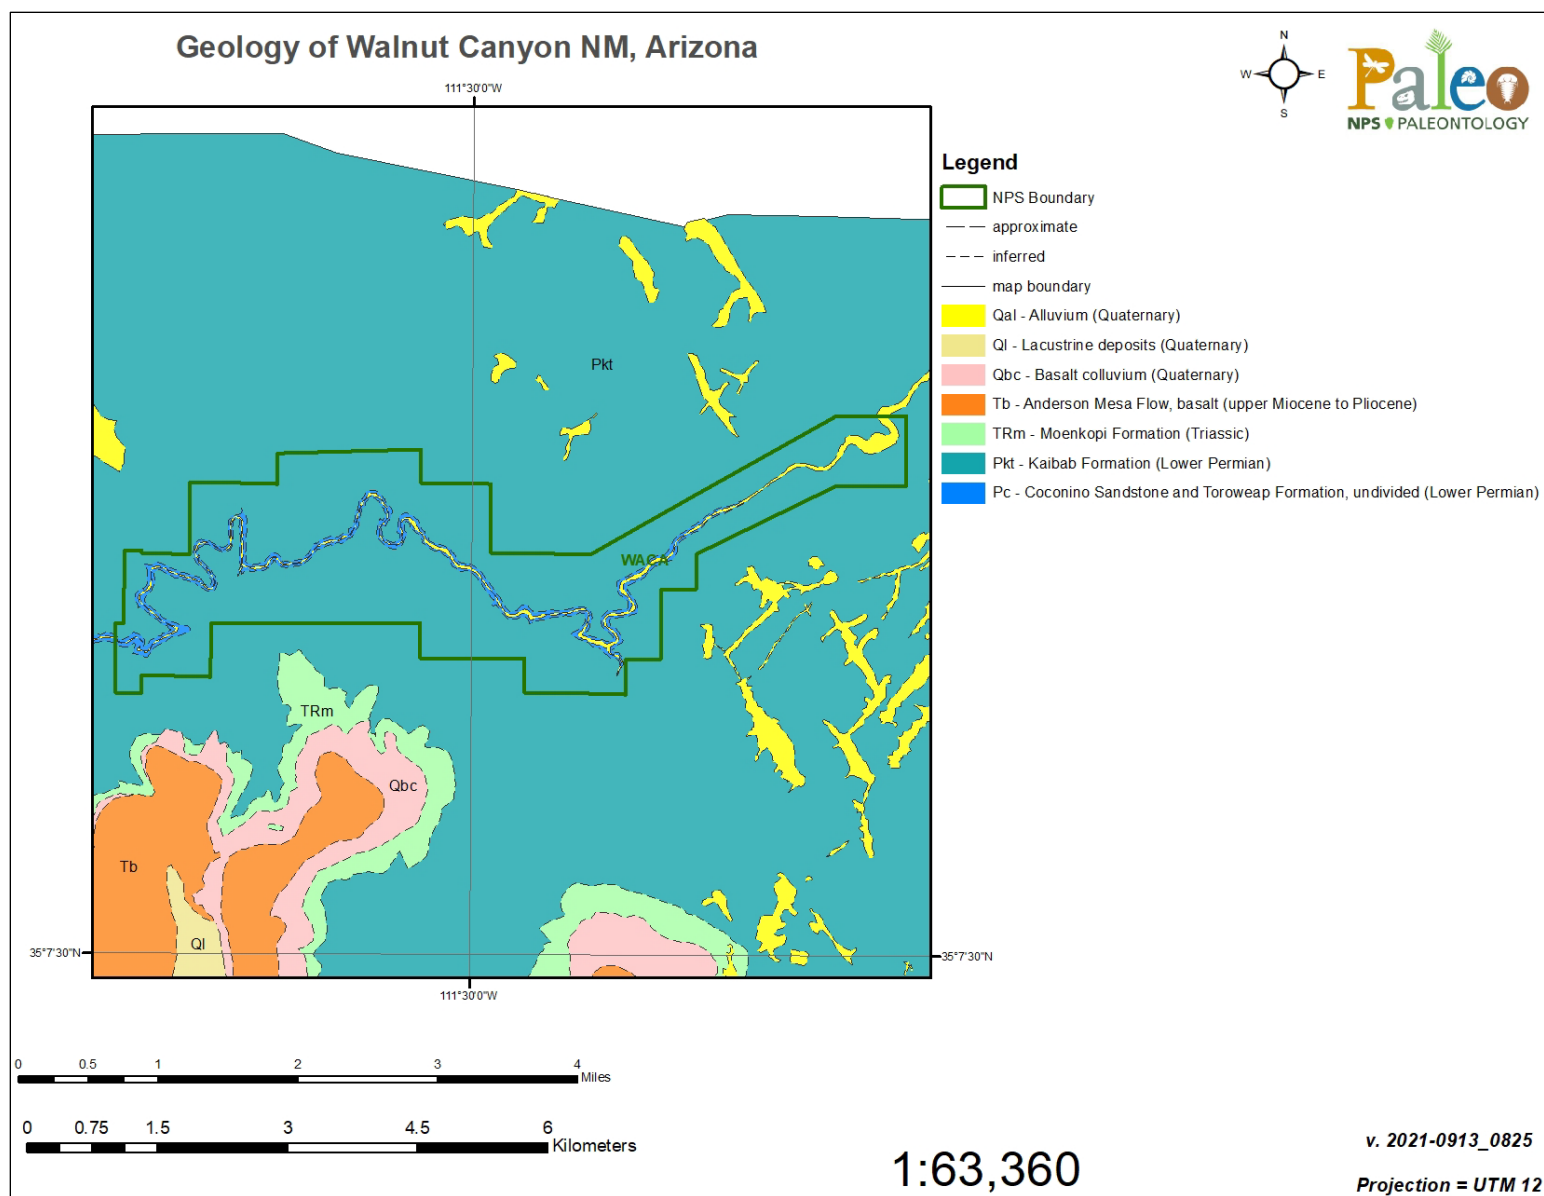 Geology of Walnut Canyon NM, Arizona
N
W E
S
Paleo
NPS PALEONTOLOGY
111°30'0"W
Legend
NPS Boundary
approximate
inferred
map boundary
Qal - Alluvium (Quaternary)
Ql - Lacustrine deposits (Quaternary)
Qbc - Basalt colluvium (Quaternary)
Tb - Anderson Mesa Flow, basalt (upper Miocene to Pliocene)
TRm - Moenkopi Formation (Triassic)
Pkt - Kaibab Formation (Lower Permian)
Pc - Coconino Sandstone and Toroweap Formation, undivided (Lower Permian)
Pkt
WACA
TRm
Qbc
Tb
Ql
35°7'30"N
35°7'30"N
111°30'0"W
0 0.5 1 2 3 4
Miles
0 0.75 1.5 3 4.5 6
Kilometers
1:63,360
v. 2021-0913_0825
Projection = UTM 12